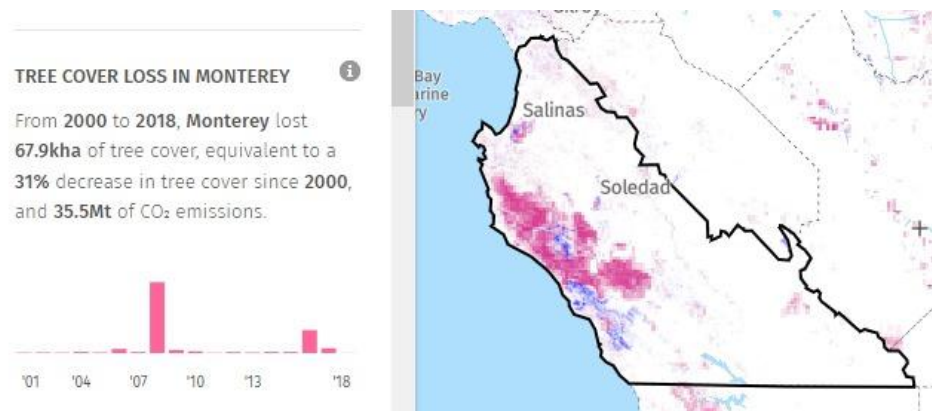 TREE COVER LOSS IN MONTEREY
From 2000 to 2018, Monterey lost
67.9kha of tree cover, equivalent to a
31% decrease in tree cover since 2000,
and 35.5Mt of CO₂ emissions.
'01 '04 '07 '10 '13 '18
Bay
Salinas
Soledad